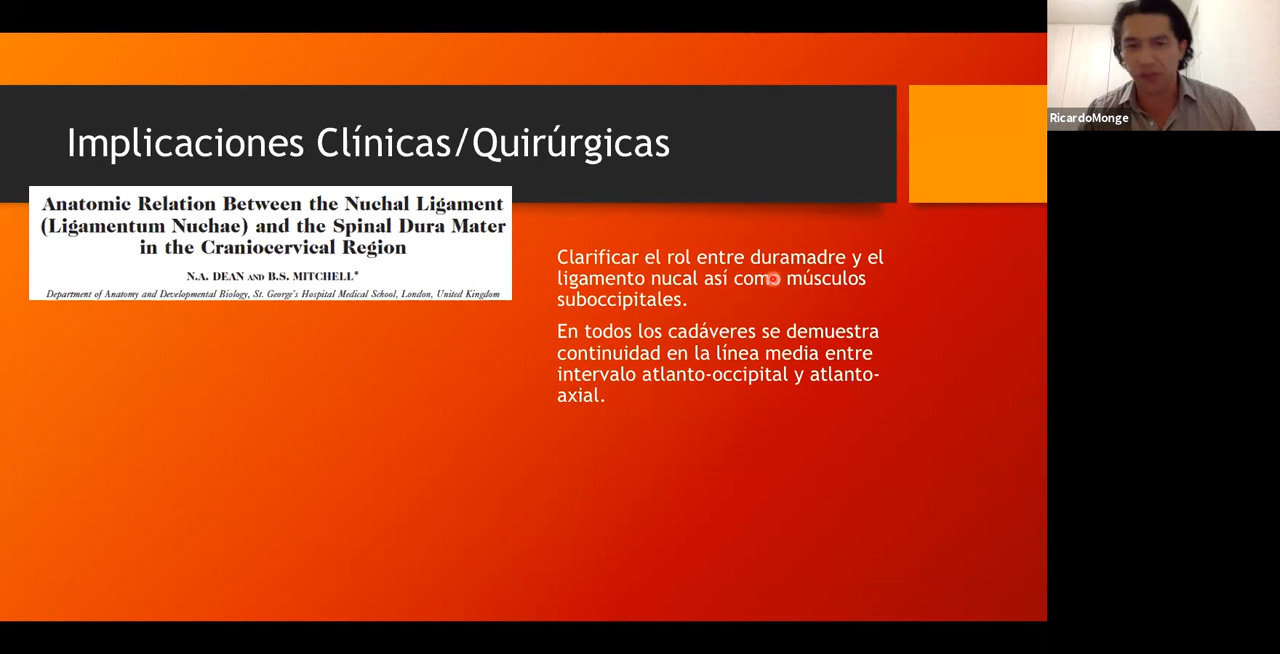 Implicaciones Clínicas/Quirúrgicas
Anatomic Relation Between the Nuchal Ligament
(Ligamentum Nuchae) and the Spinal Dura Mater
in the Craniocervical Region
N.A. DEAN AND B.S. MITCHELL*
Department of Anatomy and Developmental Biology, St. George's Hospital Medical School, London, United Kingdom
Clarificar el rol entre duramadre y el
ligamento nucal así como músculos
suboccipitales.
En todos los cadáveres se demuestra
continuidad en la línea media entre
intervalo atlanto-occipital y atlanto-
axial.
RicardoMonge